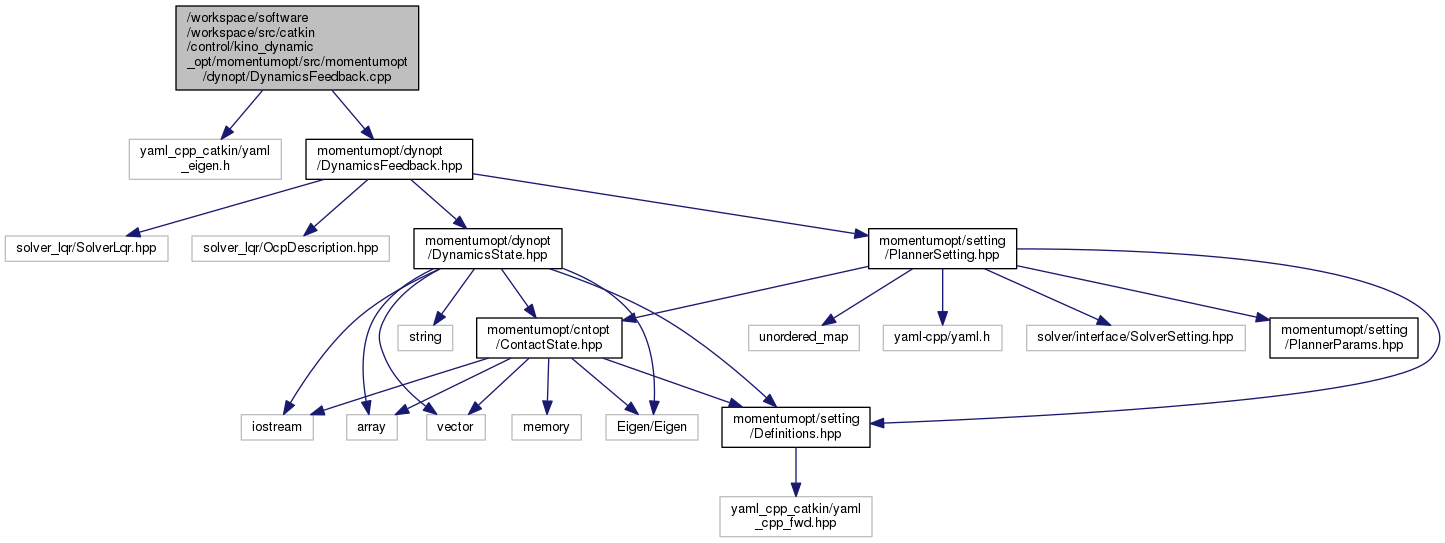 /workspace/software
/workspace/src/catkin
/control/kino_dynamic
_opt/momentumopt/src/momentumopt
/dynopt/DynamicsFeedback.cpp
yaml_cpp_catkin/yaml
_eigen.h
momentumopt/dynopt
/DynamicsFeedback.hpp
solver_lqr/SolverLqr.hpp
solver_lqr/OcpDescription.hpp
momentumopt/dynopt
/DynamicsState.hpp
momentumopt/setting
/PlannerSetting.hpp
string
momentumopt/cntopt
/ContactState.hpp
unordered_map
yaml-cpp/yaml.h
solver/interface/SolverSetting.hpp
momentumopt/setting
/PlannerParams.hpp
iostream
array
vector
memory
Eigen/Eigen
momentumopt/setting
/Definitions.hpp
yaml_cpp_catkin/yaml
_cpp_fwd.hpp